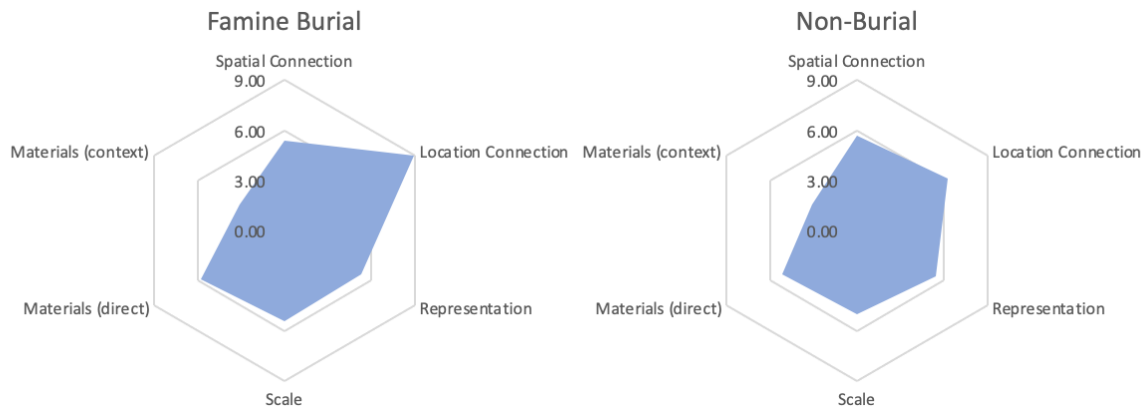 Famine Burial
Spatial Connection
9.00
6.00
Materials (context)
Location Connection
3.00
0.00
Materials (direct)
Representation
Scale
Non-Burial
Spatial Connection
9.00
6.00
Materials (context)
Location Connection
3.00
0.00
Materials (direct)
Representation
Scale